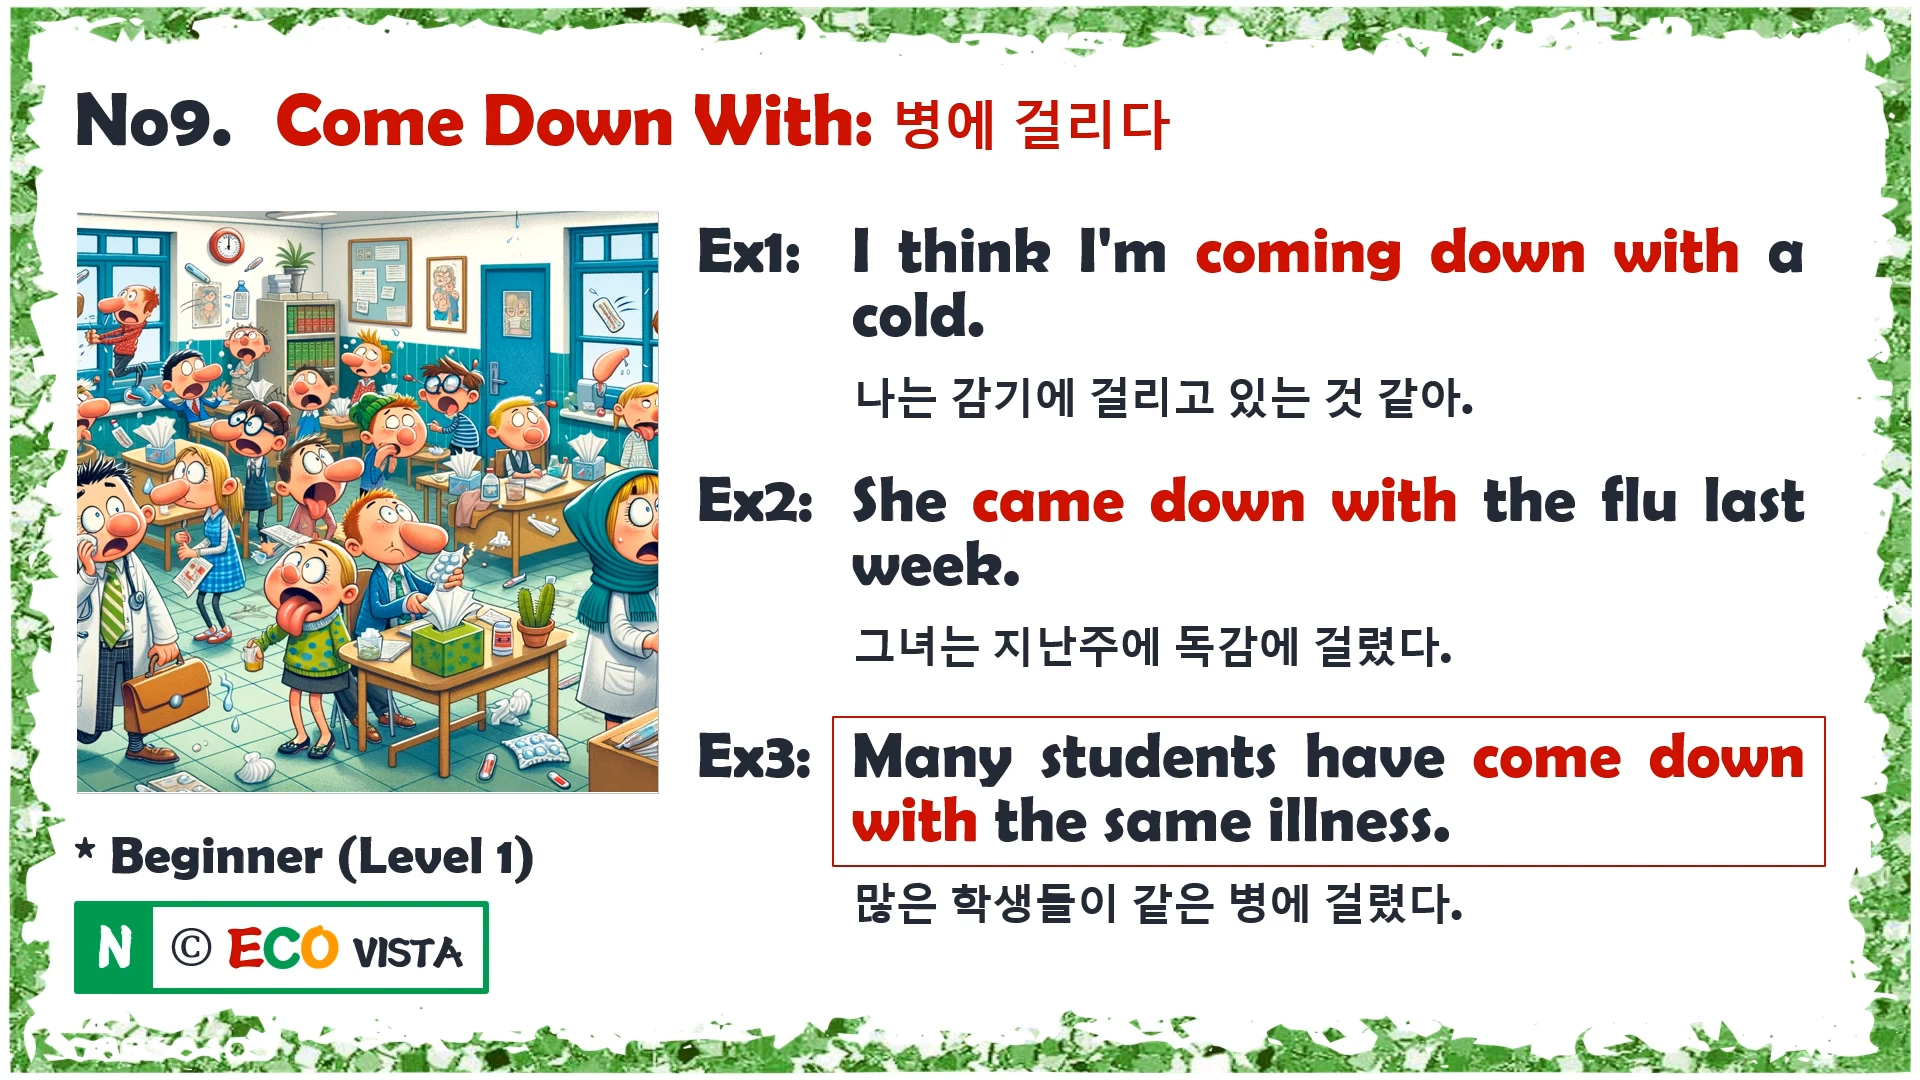 No9. Come Down With: 병에 걸리다
Ex1: I think I'm coming down with a
cold.
나는 감기에 걸리고 있는 것 같아.
Ex2: She came down with the flu last
week.
그녀는 지난주에 독감에 걸렸다.
Ex3: Many students have come down
with the same illness.
많은 학생들이 같은 병에 걸렸다.
* Beginner (Level 1)
N © ECO VISTA